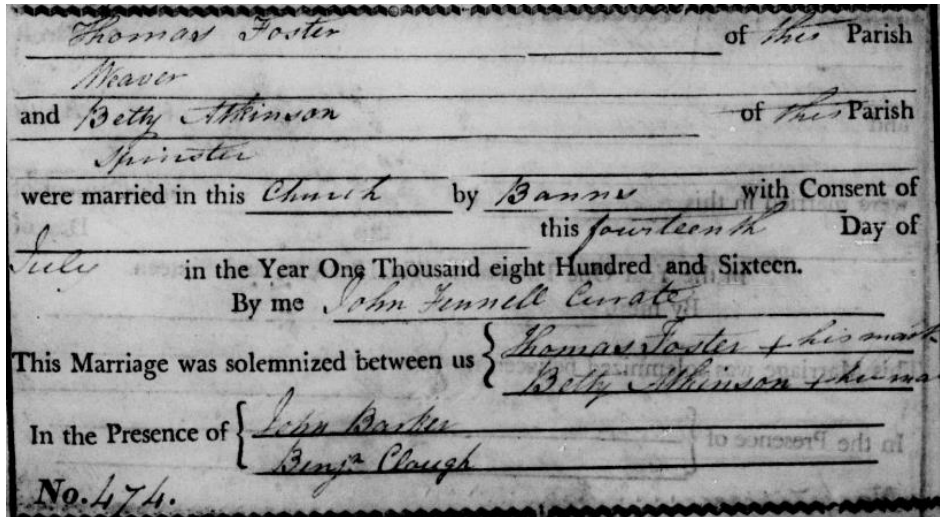 Thomas Foster of this Parish
Weaver
and Betty Atkinson of this Parish
Spinster
were married in this Church by Banns with Consent of
this fourteenth Day of
July in the Year One Thousand eight Hundred and Sixteen.
By me John Fennell Curate
This Marriage was solemnized between us { Thomas Foster + his mark
Betty Atkinson + her ma
In the Presence of { John Barker
Benjn Clough
No. 474.